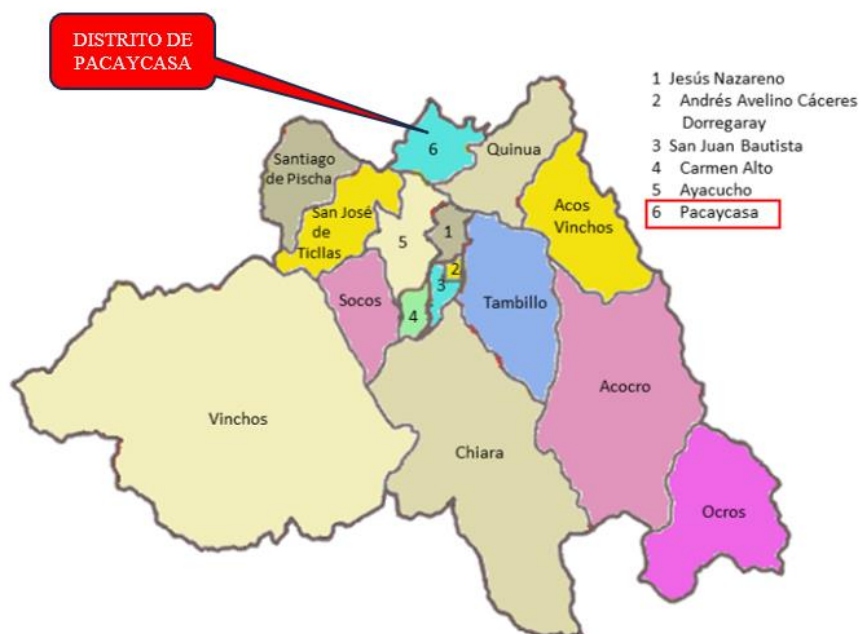 DISTRITO DE
PACAYCASA
1 Jesús Nazareno
2 Andrés Avelino Cáceres
Dorregaray
3 San Juan Bautista
4 Carmen Alto
5 Ayacucho
6 Pacaycasa
6
Quinua
Santiago
de Pischa
San José
de
Ticllas
Acos
Vinchos
5
1
2
3
4
Socos
Tambillo
Vinchos
Chiara
Acocro
Ocros